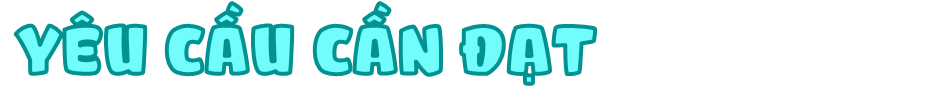 YÊU CẦU CẦN ĐẠT